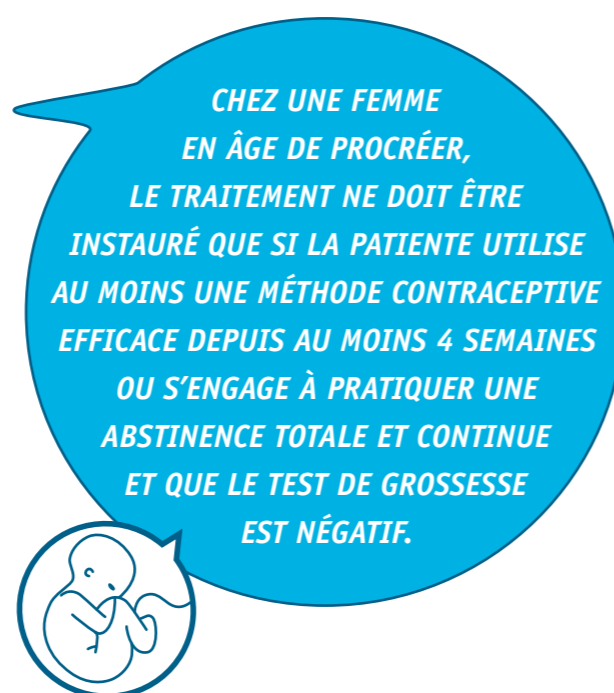 CHEZ UNE FEMME
EN ÂGE DE PROCRÉER,
LE TRAITEMENT NE DOIT ÊTRE
INSTAURÉ QUE SI LA PATIENTE UTILISE
AU MOINS UNE MÉTHODE CONTRACEPTIVE
EFFICACE DEPUIS AU MOINS 4 SEMAINES
OU S’ENGAGE À PRATIQUER UNE
ABSTINENCE TOTALE ET CONTINUE
ET QUE LE TEST DE GROSSESSE
EST NÉGATIF.